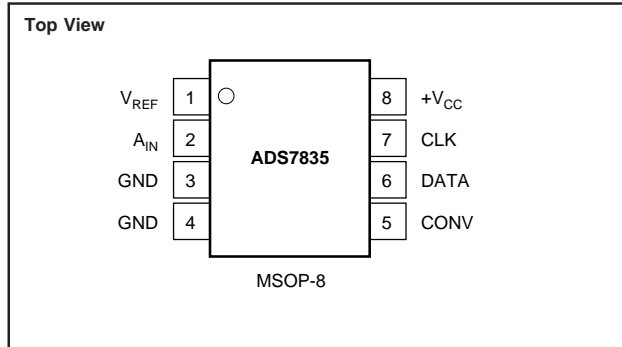 Top View
V_REF 1 8 +V_CC
A_IN 2 7 CLK
ADS7835
GND 3 6 DATA
GND 4 5 CONV
MSOP-8